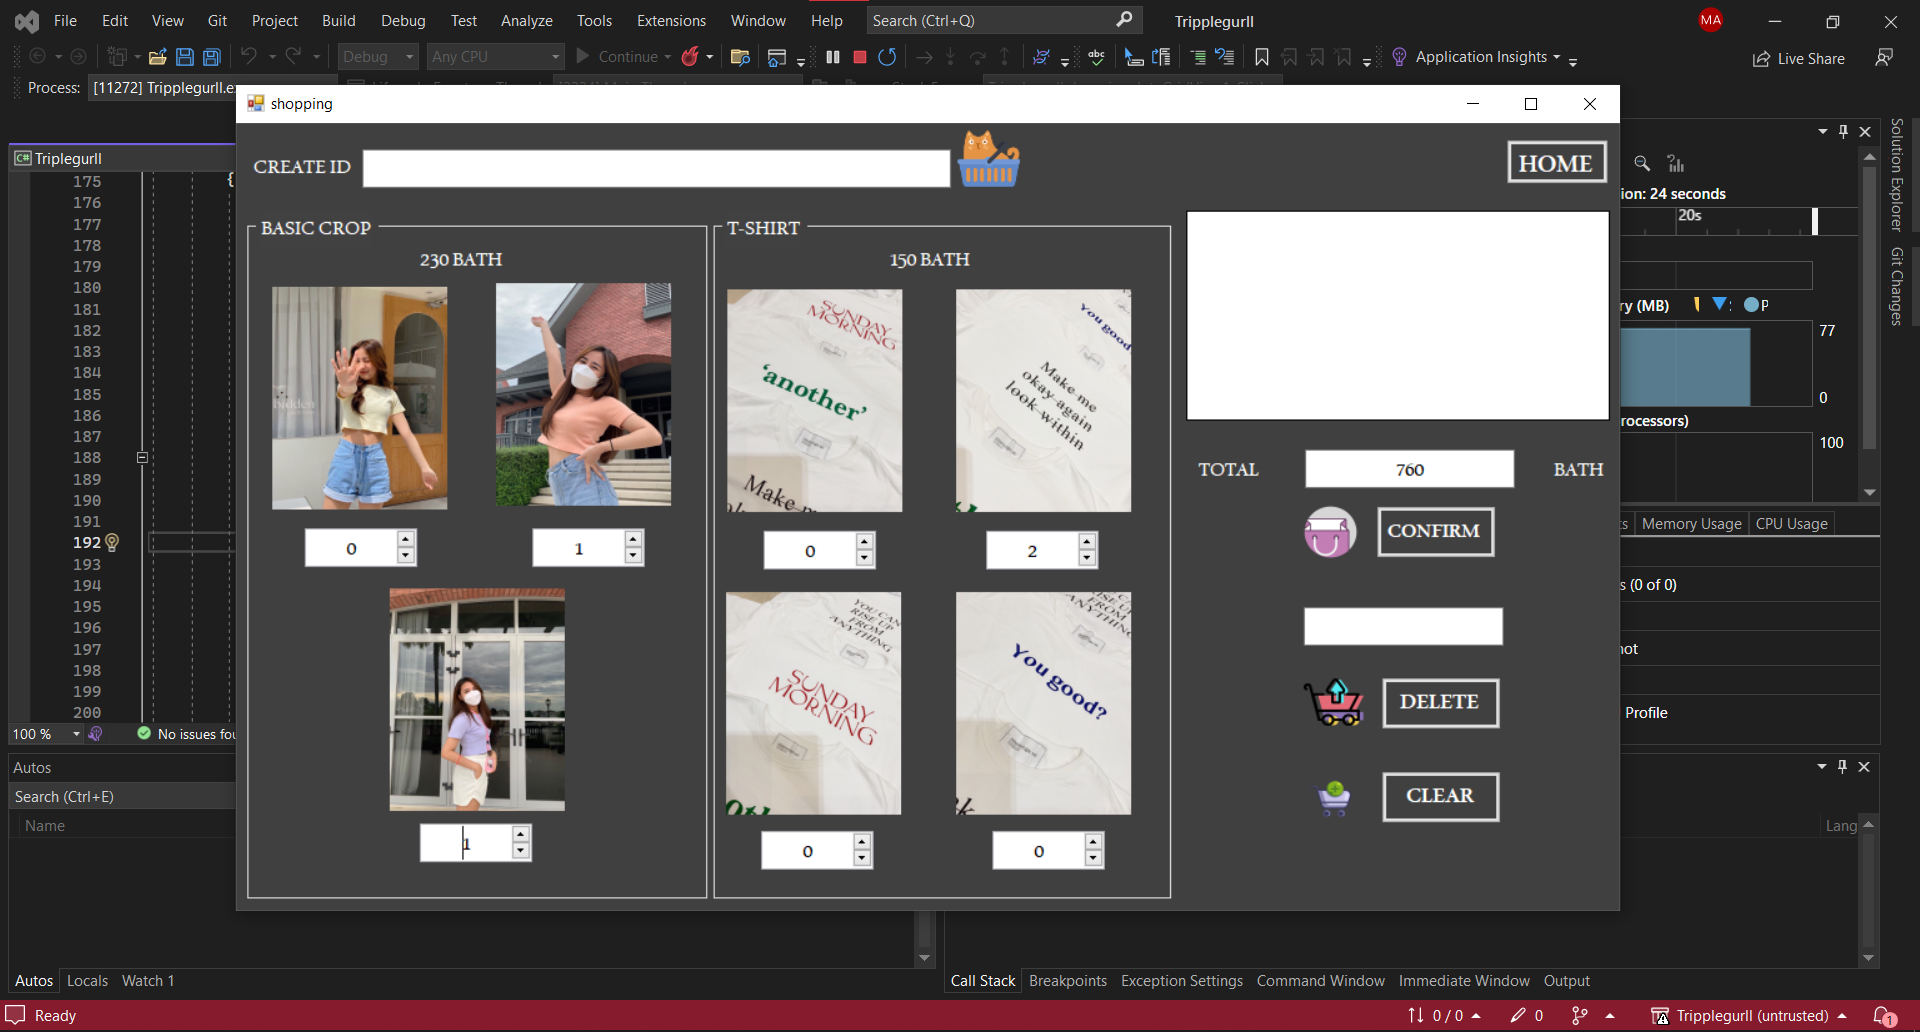 File Edit View Git Project Build Debug Test Analyze Tools Extensions Window Help Search (Ctrl+Q) Tripplegurll MA
Debug Any CPU Continue Application Insights Live Share
Process: [11272] Tripplegurll.ex
shopping
C# Triplegurll
CREATE ID
HOME
BASIC CROP
230 BATH
0
1
1
T-SHIRT
150 BATH
SUNDAY
MORNING
'another'
Make m
You good
Make me
okay again
look within
0
2
YOU CAN
RISE UP
FROM
ANYTHING
SUNDAY
MORNING
FROM
ANYTHING
You good?
0
0
TOTAL 760 BATH
CONFIRM
DELETE
CLEAR
175
176
177
178
179
180
181
182
183
184
185
186
187
188
189
190
191
192
193
194
195
196
197
198
199
200
100 % No issues fou
ion: 24 seconds
20s
ry (MB) P
77
0
rocessors)
100
ts Memory Usage CPU Usage
s (0 of 0)
hot
Profile
Solution Explorer
Git Changes
Autos
Search (Ctrl+E)
Name
Lang
Autos Locals Watch 1
Call Stack Breakpoints Exception Settings Command Window Immediate Window Output
Ready 0 / 0 0 Tripplegurll (untrusted) 1